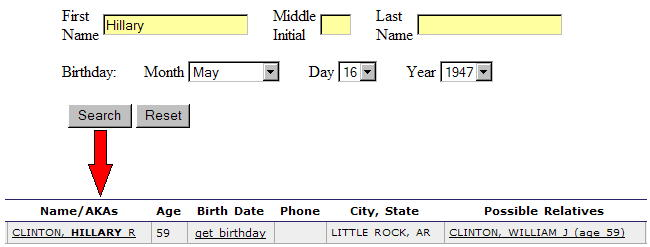 First Name Hillary Middle Initial Last Name
Birthday: Month May Day 16 Year 1947
Search Reset
Name/AKAs Age Birth Date Phone City, State Possible Relatives
CLINTON, HILLARY R 59 get birthday LITTLE ROCK, AR CLINTON, WILLIAM J (age 59)